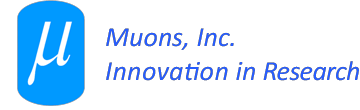 μ
Muons, Inc.
Innovation in Research